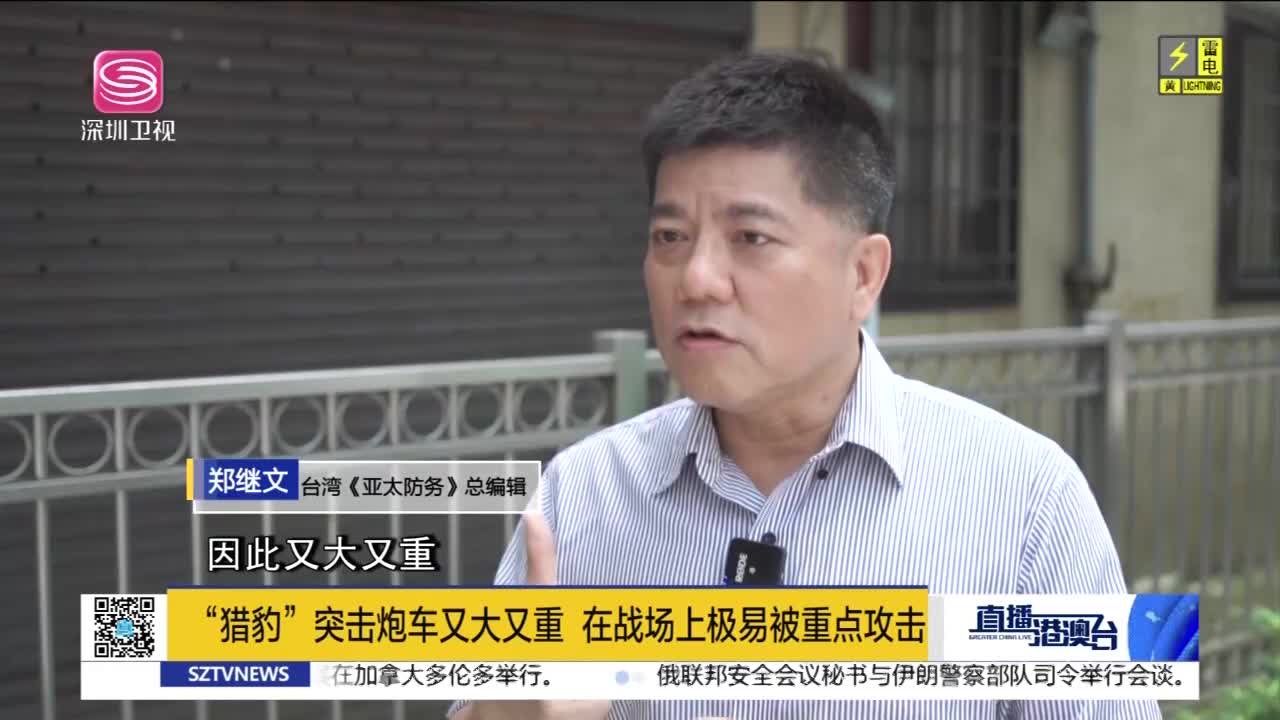 深圳卫视
雷电
黄 LIGHTNING
郑继文 台湾《亚太防务》总编辑
因此又大又重
“猎豹”突击炮车又大又重 在战场上极易被重点攻击
直播港澳台
GREATER CHINA LIVE
SZTVNEWS 在加拿大多伦多举行。 俄联邦安全会议秘书与伊朗警察部队司令举行会谈。
RØDE